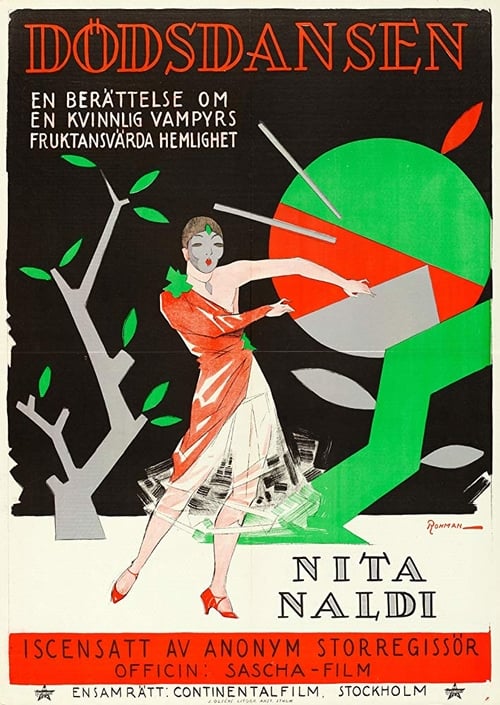 DÖDSDANSEN
EN BERÄTTELSE OM
EN KVINNLIG VAMPYRS
FRUKTANSVÄRDA HEMLIGHET
ROHMAN
NITA
NALDI
ISCENSATT AV ANONYM STORREGISSÖR
OFFICIN: SASCHA-FILM
ENSAMRÄTT: CONTINENTALFILM, STOCKHOLM